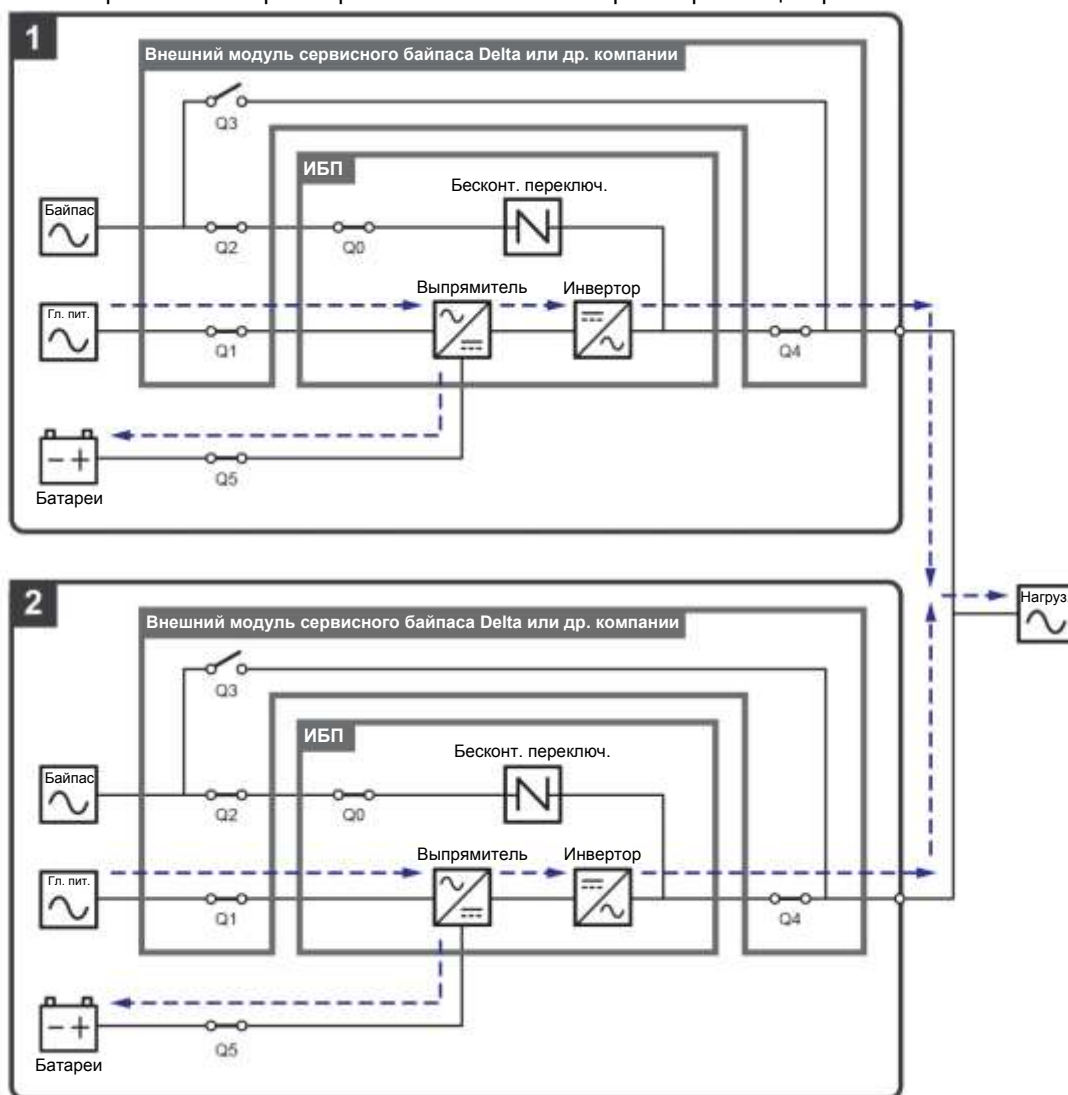 1
Внешний модуль сервисного байпаса Delta или др. компании
Q3
ИБП
Бесконт. переключ.
Байпас
Q2
Q0
Выпрямитель
Инвертор
Гл. пит.
Q1
Q4
Q5
Батареи
2
Внешний модуль сервисного байпаса Delta или др. компании
Q3
ИБП
Бесконт. переключ.
Байпас
Q2
Q0
Выпрямитель
Инвертор
Гл. пит.
Q1
Q4
Q5
Батареи
Нагруз